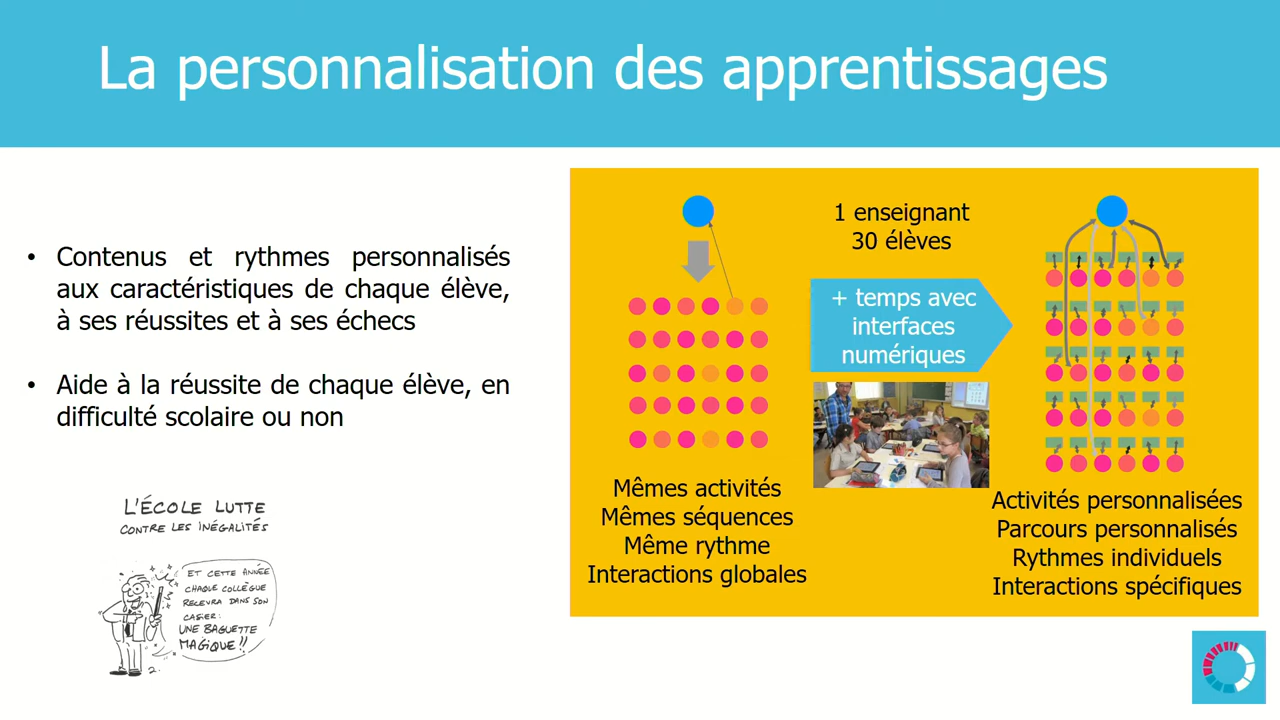 La personnalisation des apprentissages
• Contenus et rythmes personnalisés
aux caractéristiques de chaque élève,
à ses réussites et à ses échecs
• Aide à la réussite de chaque élève, en
difficulté scolaire ou non
L'ÉCOLE LUTTE
CONTRE LES INÉGALITÉS
ET CETTE ANNÉE
CHAQUE COLLÈGUE
RECEVRA DANS SON
CASIER:
UNE BAGUETTE
MAGIQUE!!
2.
1 enseignant
30 élèves
+ temps avec
interfaces
numériques
Mêmes activités
Mêmes séquences
Même rythme
Interactions globales
Activités personnalisées
Parcours personnalisés
Rythmes individuels
Interactions spécifiques